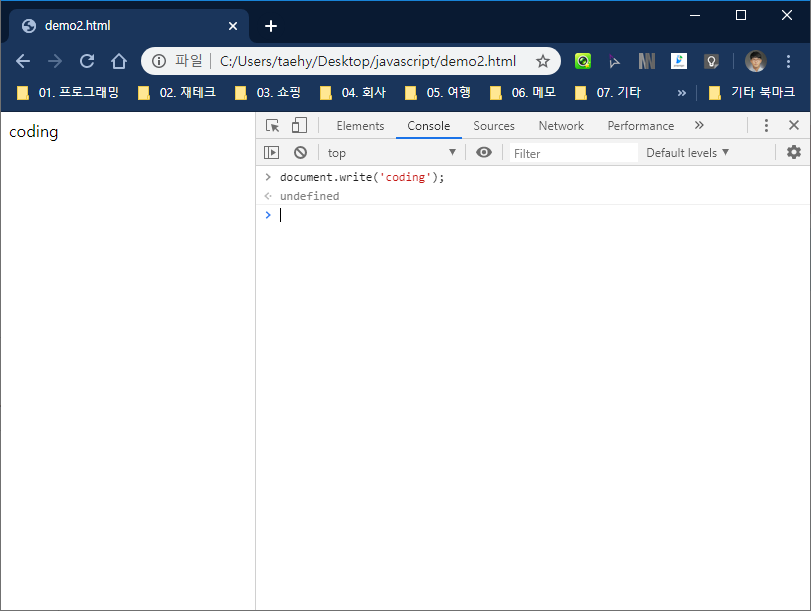 demo2.html
파일 C:/Users/taehy/Desktop/javascript/demo2.html
01. 프로그래밍 02. 재테크 03. 쇼핑 04. 회사 05. 여행 06. 메모 07. 기타 » 기타 북마크
coding
Elements Console Sources Network Performance »
top Filter Default levels
document.write('coding');
undefined